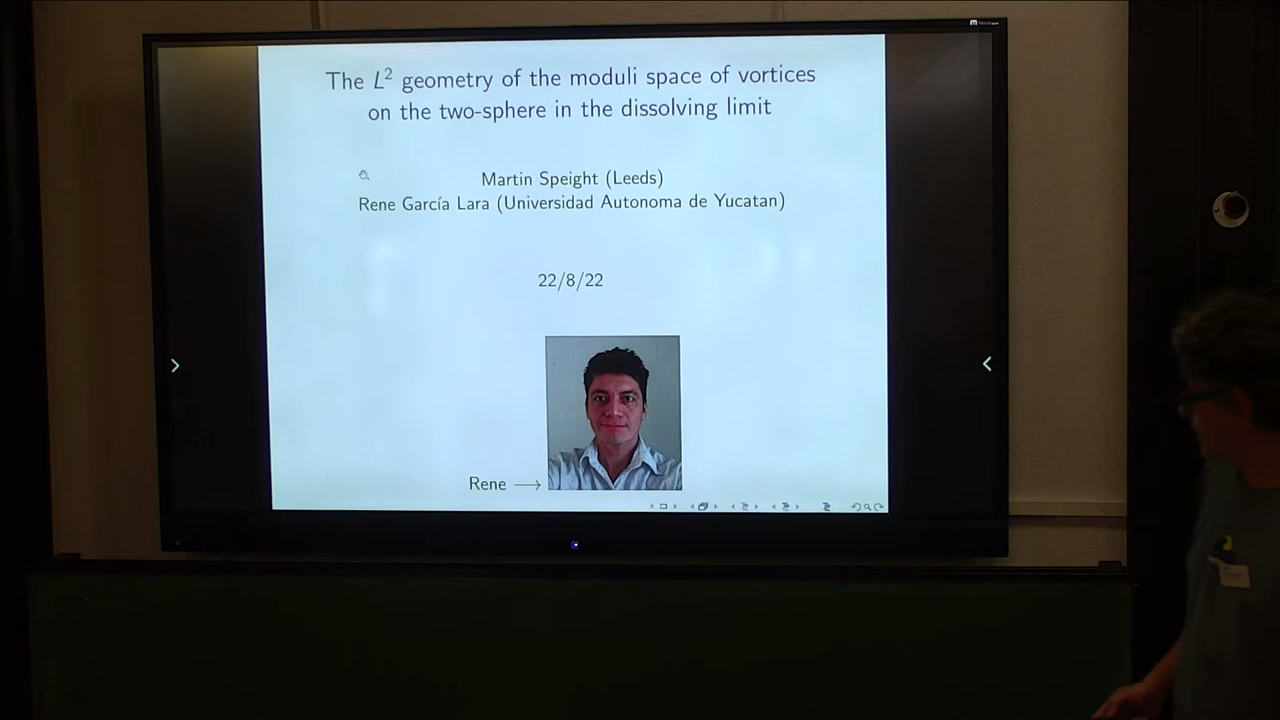 The L² geometry of the moduli space of vortices
on the two-sphere in the dissolving limit
Martin Speight (Leeds)
Rene García Lara (Universidad Autonoma de Yucatan)
22/8/22
Rene ⟶